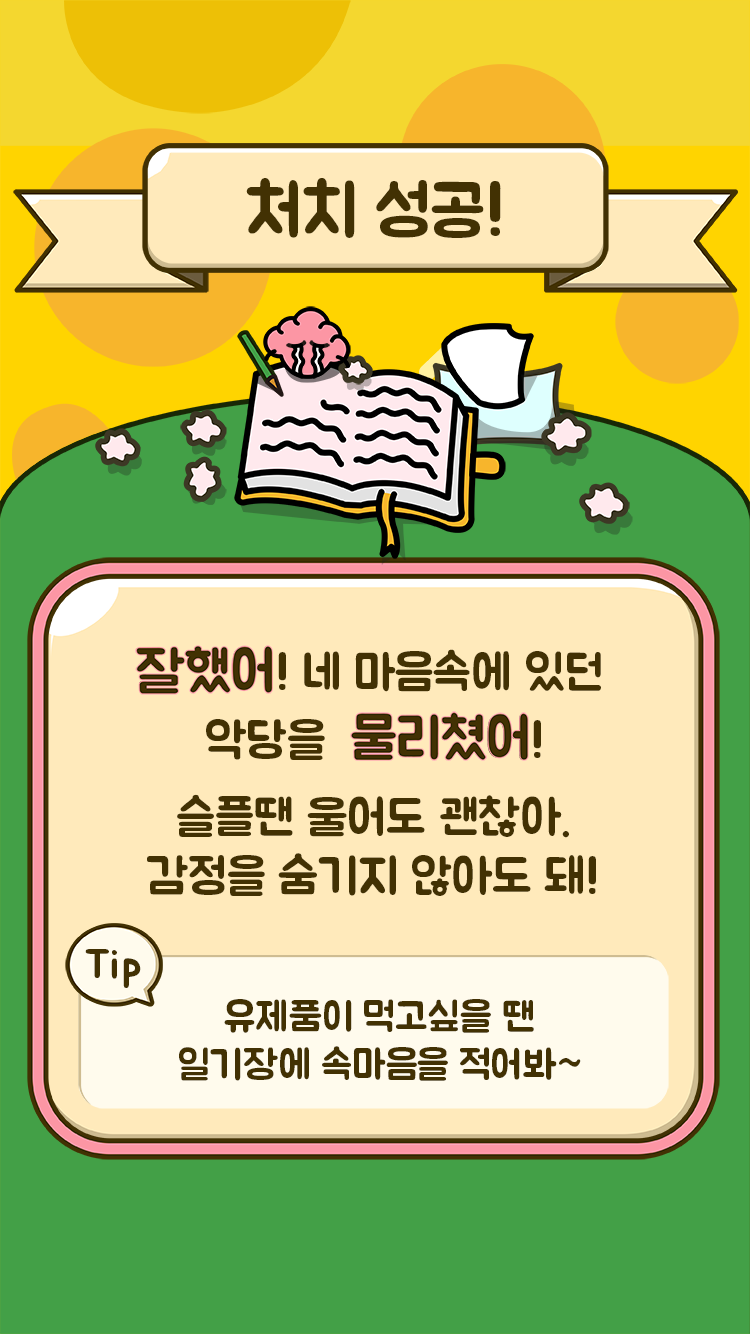 처치 성공!
잘했어! 네 마음속에 있던
악당을 물리쳤어!
슬플땐 울어도 괜찮아.
감정을 숨기지 않아도 돼!
Tip
유제품이 먹고싶을 땐
일기장에 속마음을 적어봐~